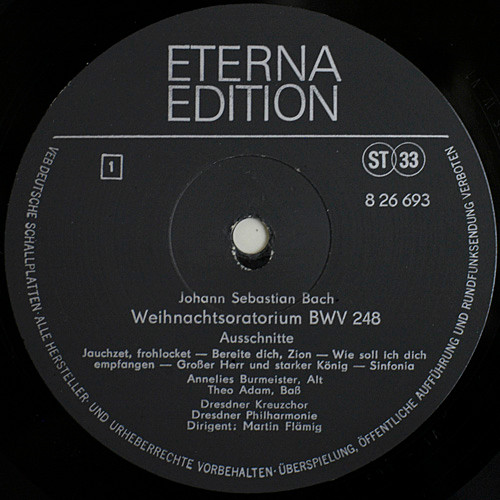 ETERNA
EDITION
1
ST 33
8 26 693
Johann Sebastian Bach
Weihnachtsoratorium BWV 248
Ausschnitte
Jauchzet, frohlocket — Bereite dich, Zion — Wie soll ich dich
empfangen — Großer Herr und starker König — Sinfonia
Annelies Burmeister, Alt
Theo Adam, Baß
Dresdner Kreuzchor
Dresdner Philharmonie
Dirigent: Martin Flämig
VEB DEUTSCHE SCHALLPLATTEN · ALLE HERSTELLER- UND URHEBERRECHTE VORBEHALTEN · ÜBERSPIELUNG, ÖFFENTLICHE AUFFÜHRUNG UND RUNDFUNKSENDUNG VERBOTEN